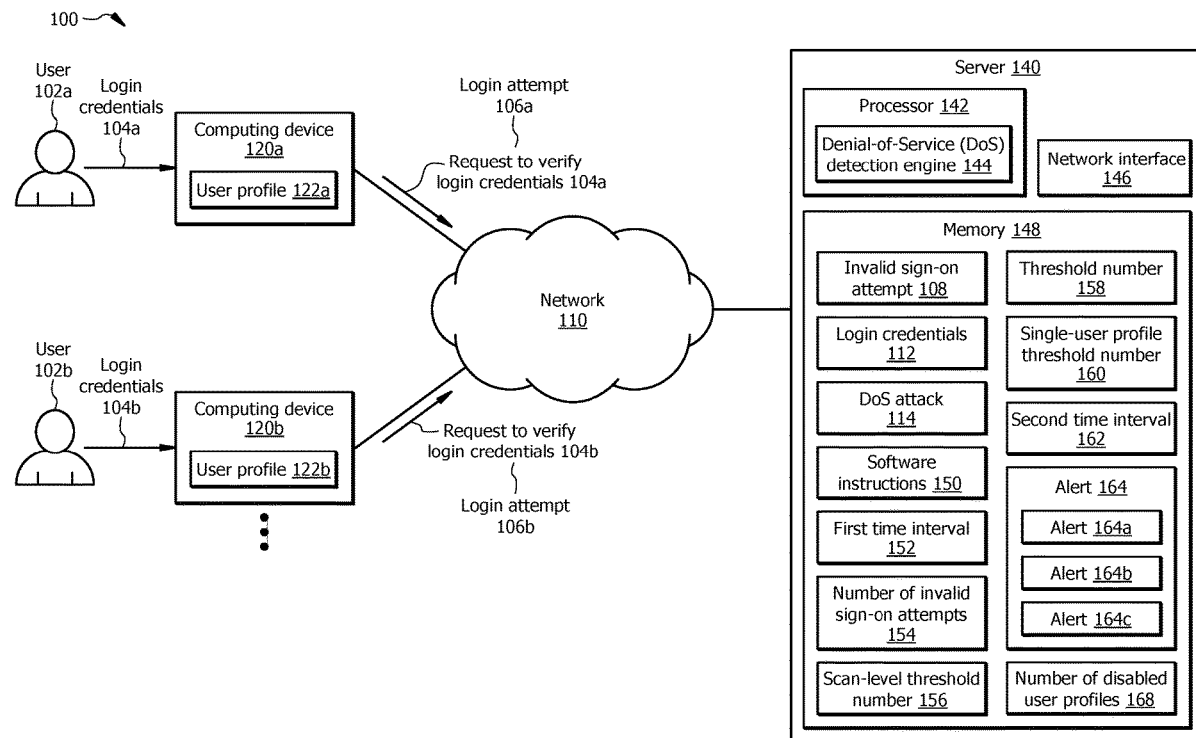 100
User
102a
Login
credentials
104a
Computing device
120a
User profile 122a
Login attempt
106a
Request to verify
login credentials 104a
Network
110
User
102b
Login
credentials
104b
Computing device
120b
User profile 122b
Request to verify
login credentials 104b
Login attempt
106b
Server 140
Processor 142
Denial-of-Service (DoS)
detection engine 144
Network interface
146
Memory 148
Invalid sign-on
attempt 108
Login credentials
112
DoS attack
114
Software
instructions 150
First time interval
152
Number of invalid
sign-on attempts
154
Scan-level threshold
number 156
Threshold number
158
Single-user profile
threshold number
160
Second time interval
162
Alert 164
Alert 164a
Alert 164b
Alert 164c
Number of disabled
user profiles 168